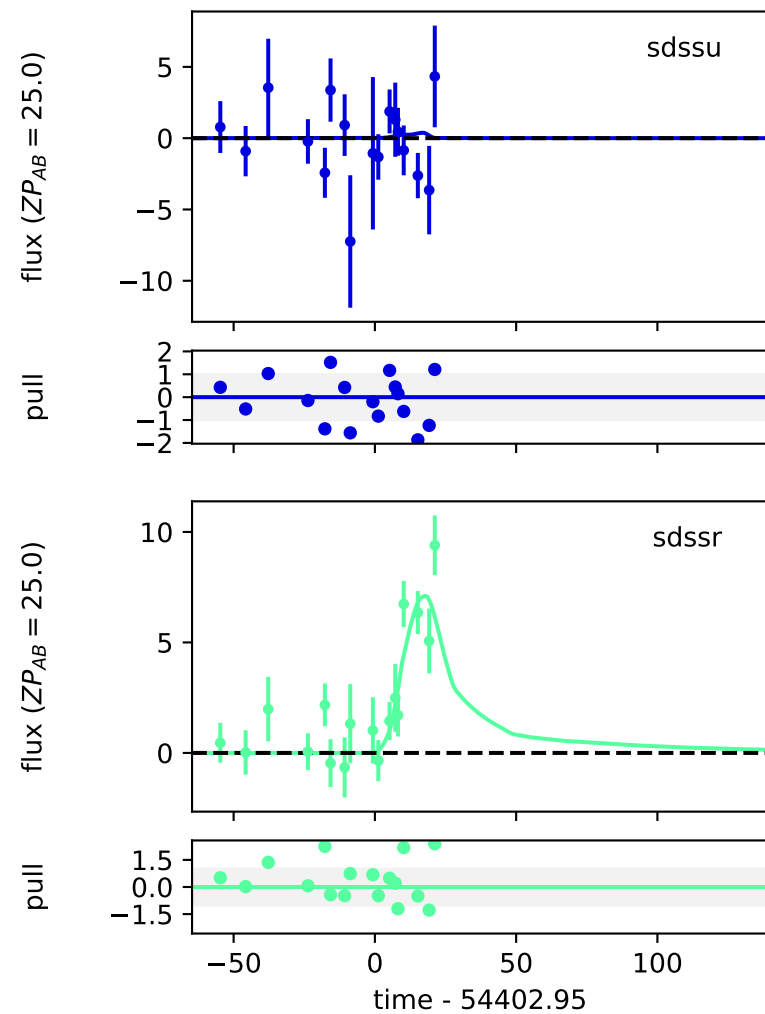 sdssu
flux (ZP_AB = 25.0)
5
0
−5
−10
pull
2
1
0
−1
−2
sdssr
flux (ZP_AB = 25.0)
10
5
0
pull
1.5
0.0
−1.5
−50 0 50 100
time - 54402.95